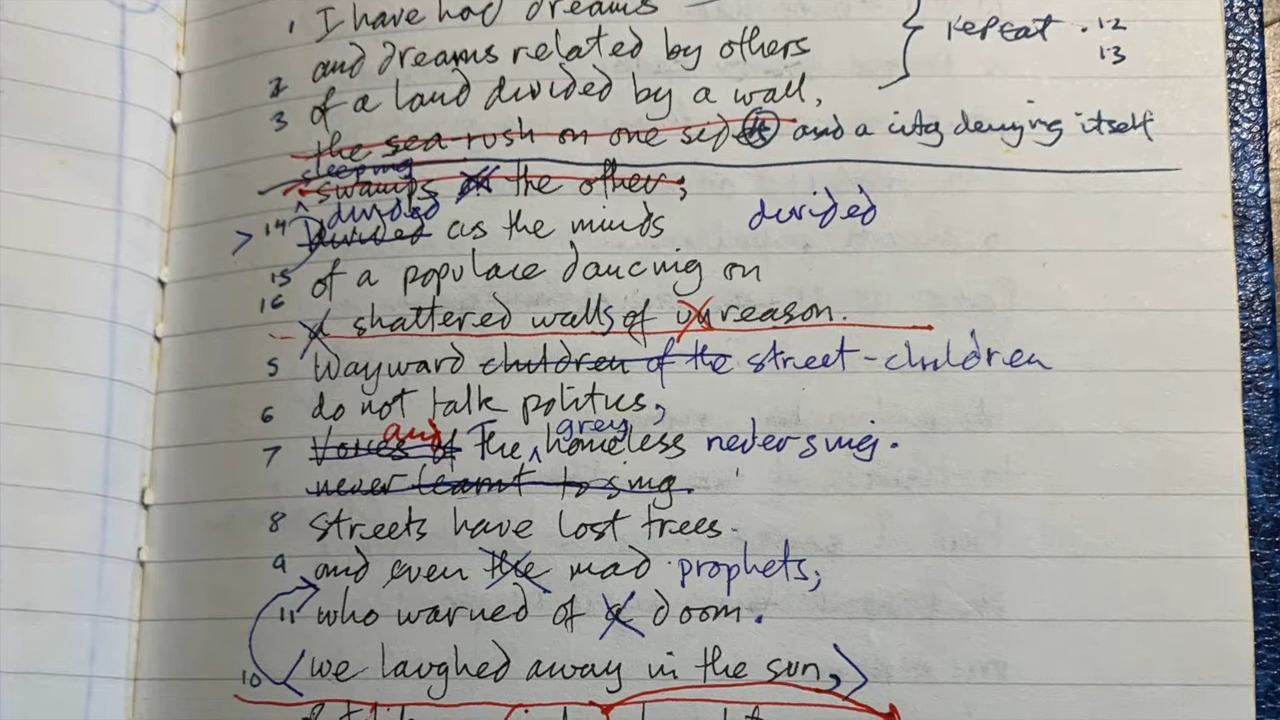 1 I have had dreams
2 and dreams related by others } repeat . 12 13
3 of a land divided by a wall,
the sea rush on one side and a city denying itself
sleeping
swamps on the other;
divided
14 divided as the minds divided
15 of a populace dancing on
16 a shattered walls of unreason.
5 Wayward children of the street-children
6 do not talk politics,
and grey
7 Voices of The homeless never sing.
never learnt to sing.
8 Streets have lost trees.
9 and even the mad prophets,
11 who warned of a doom.
10 (we laughed away in the sun,)